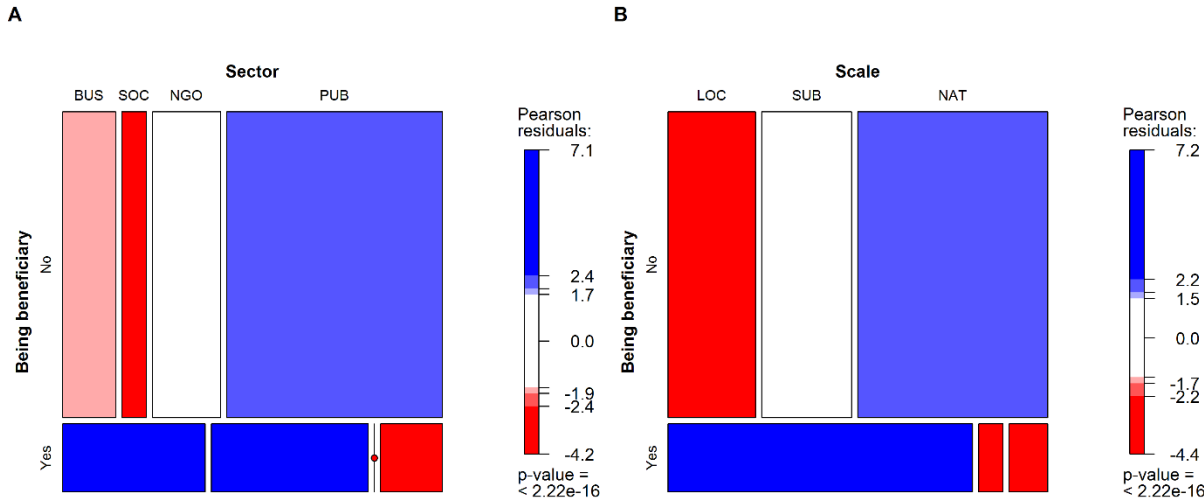 A
Sector
BUS SOC NGO PUB
Being beneficiary
No
Yes
Pearson
residuals:
7.1
2.4
1.7
0.0
-1.9
-2.4
-4.2
p-value =
< 2.22e-16
B
Scale
LOC SUB NAT
Being beneficiary
No
Yes
Pearson
residuals:
7.2
2.2
1.5
0.0
-1.7
-2.2
-4.4
p-value =
< 2.22e-16